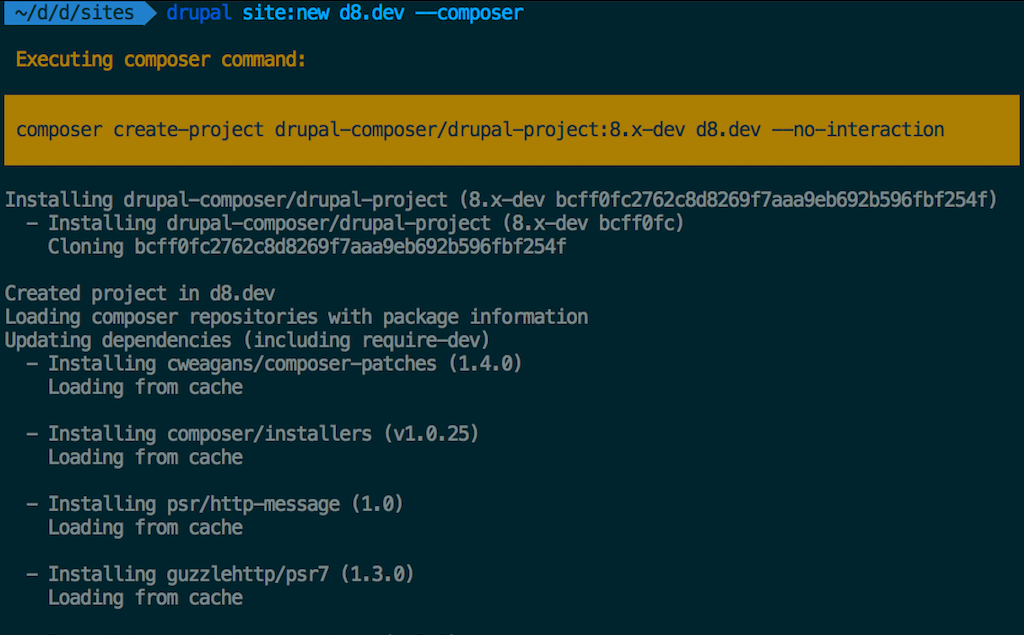 ~/d/d/sites drupal site:new d8.dev --composer
Executing composer command:
composer create-project drupal-composer/drupal-project:8.x-dev d8.dev --no-interaction
Installing drupal-composer/drupal-project (8.x-dev bcff0fc2762c8d8269f7aaa9eb692b596fbf254f)
- Installing drupal-composer/drupal-project (8.x-dev bcff0fc)
Cloning bcff0fc2762c8d8269f7aaa9eb692b596fbf254f
Created project in d8.dev
Loading composer repositories with package information
Updating dependencies (including require-dev)
- Installing cweagans/composer-patches (1.4.0)
Loading from cache
- Installing composer/installers (v1.0.25)
Loading from cache
- Installing psr/http-message (1.0)
Loading from cache
- Installing guzzlehttp/psr7 (1.3.0)
Loading from cache